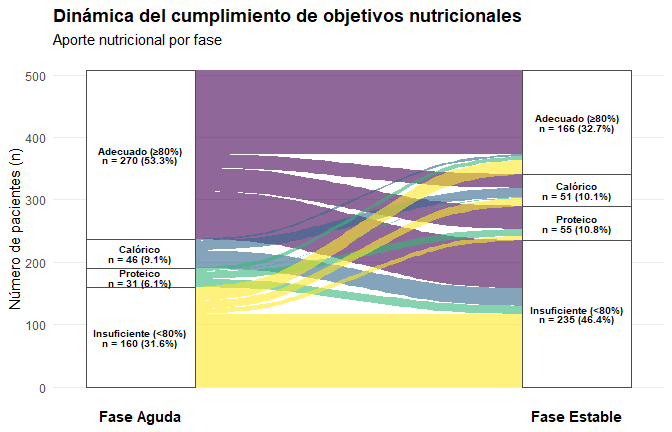 Dinámica del cumplimiento de objetivos nutricionales
Aporte nutricional por fase
Número de pacientes (n)
500
400
300
200
100
0
Adecuado (≥80%)
n = 270 (53.3%)
Calórico
n = 46 (9.1%)
Proteico
n = 31 (6.1%)
Insuficiente (<80%)
n = 160 (31.6%)
Adecuado (≥80%)
n = 166 (32.7%)
Calórico
n = 51 (10.1%)
Proteico
n = 55 (10.8%)
Insuficiente (<80%)
n = 235 (46.4%)
Fase Aguda
Fase Estable